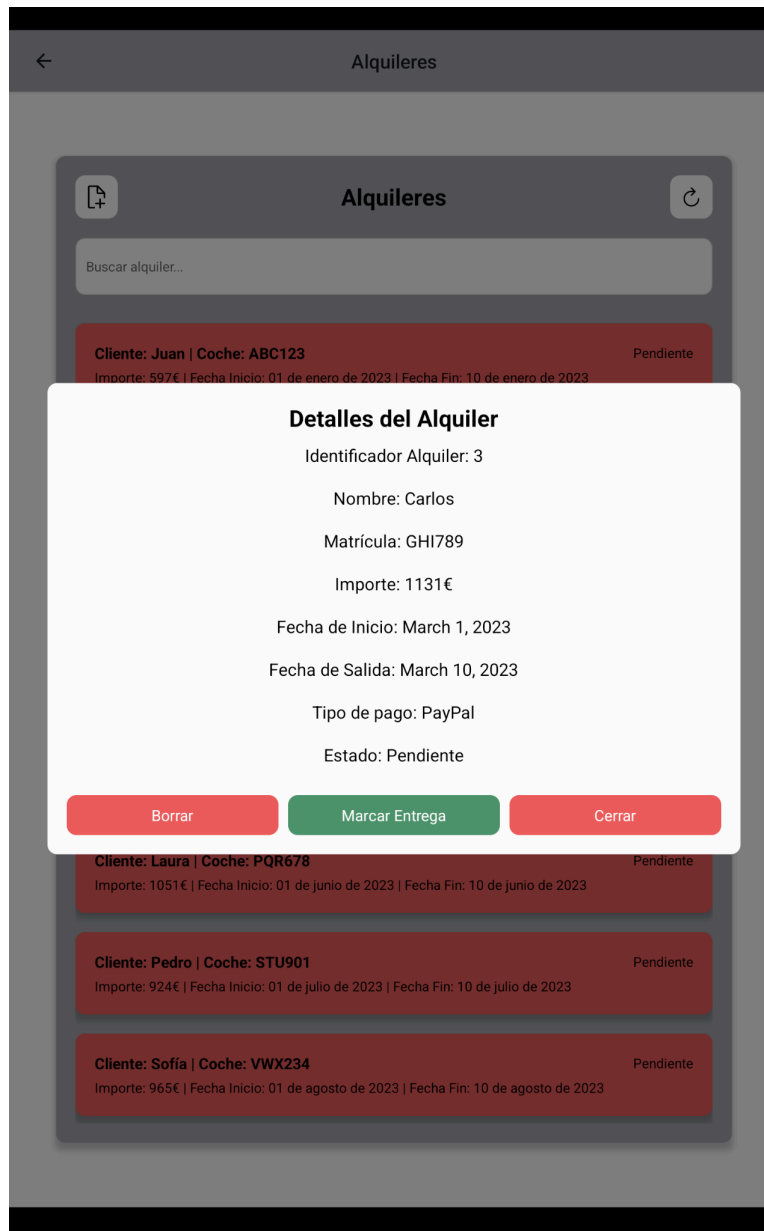 Alquileres
Alquileres
Buscar alquiler...
Cliente: Juan | Coche: ABC123
Pendiente
Importe: 597€ | Fecha Inicio: 01 de enero de 2023 | Fecha Fin: 10 de enero de 2023
Detalles del Alquiler
Identificador Alquiler: 3
Nombre: Carlos
Matrícula: GHI789
Importe: 1131€
Fecha de Inicio: March 1, 2023
Fecha de Salida: March 10, 2023
Tipo de pago: PayPal
Estado: Pendiente
Borrar
Marcar Entrega
Cerrar
Cliente: Laura | Coche: PQR678
Pendiente
Importe: 1051€ | Fecha Inicio: 01 de junio de 2023 | Fecha Fin: 10 de junio de 2023
Cliente: Pedro | Coche: STU901
Pendiente
Importe: 924€ | Fecha Inicio: 01 de julio de 2023 | Fecha Fin: 10 de julio de 2023
Cliente: Sofía | Coche: VWX234
Pendiente
Importe: 965€ | Fecha Inicio: 01 de agosto de 2023 | Fecha Fin: 10 de agosto de 2023